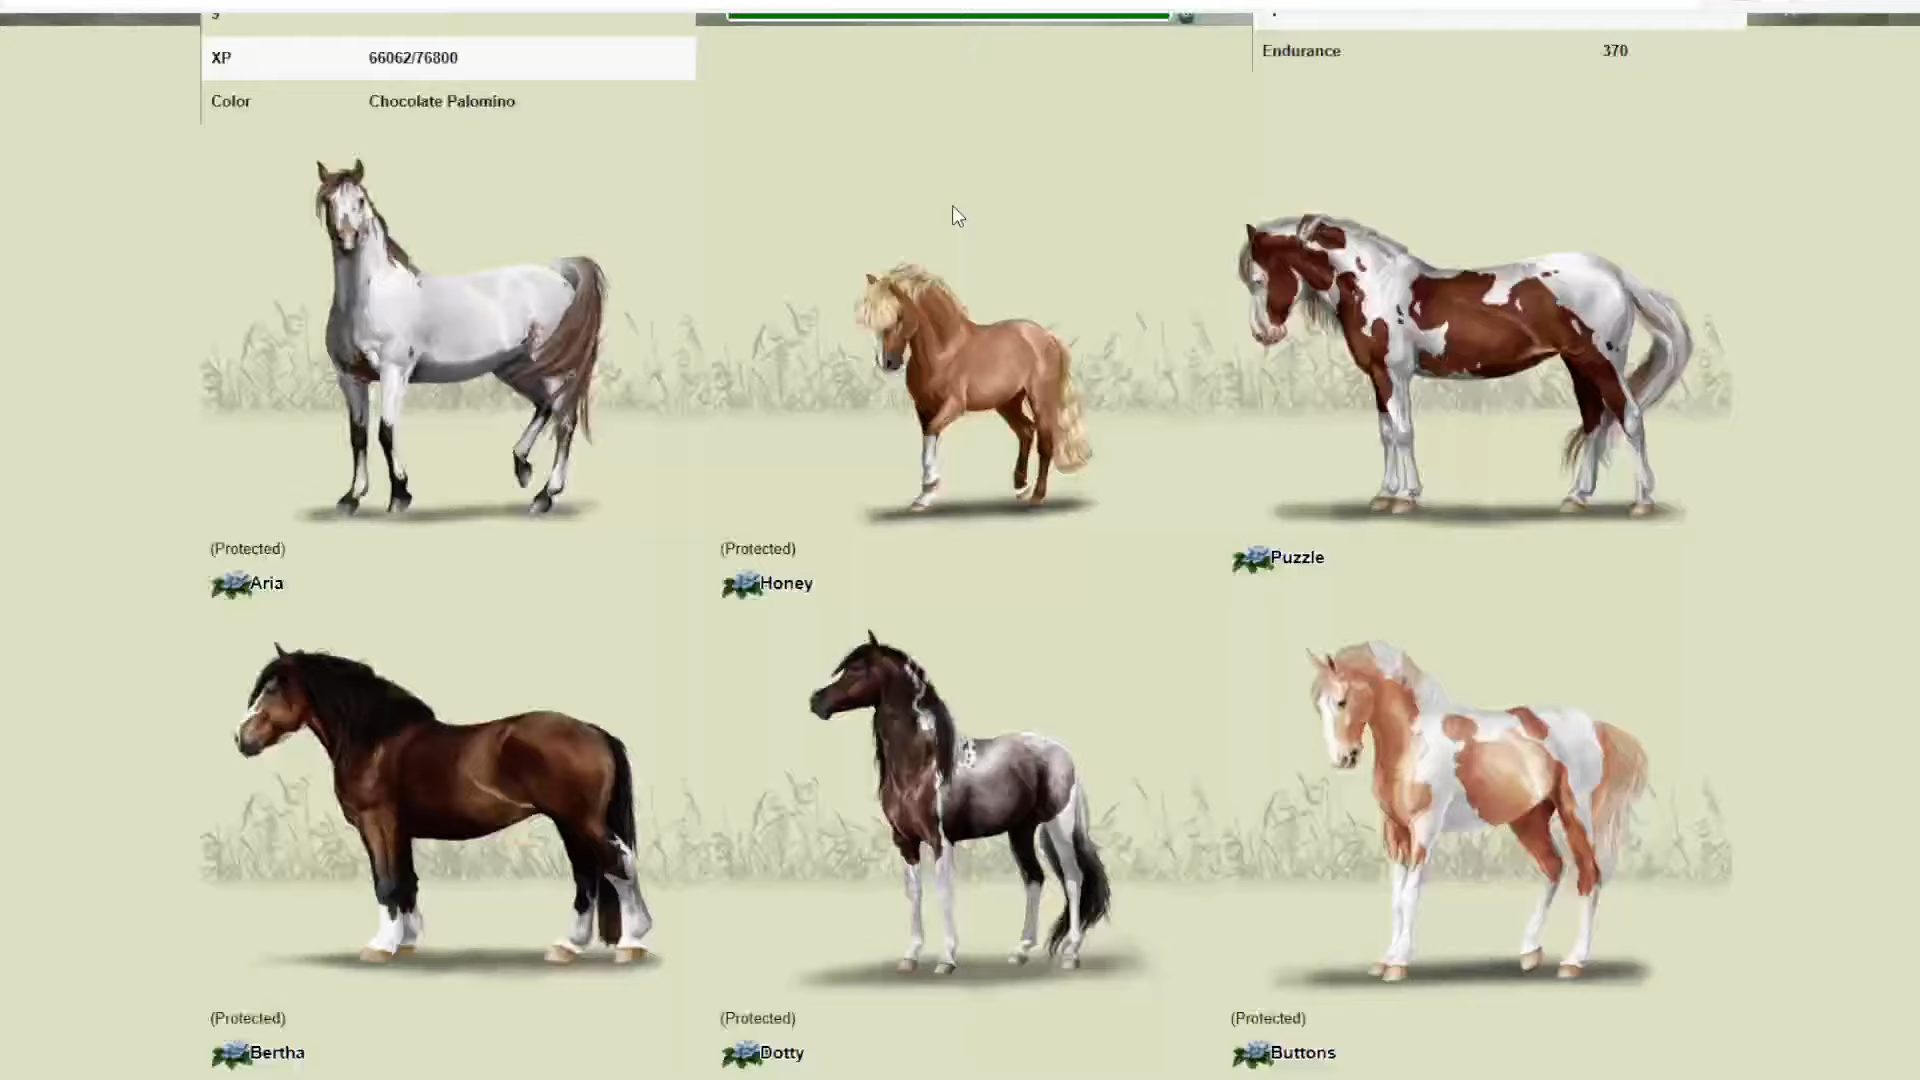 XP 66062/76800
Color Chocolate Palomino
Endurance 370
(Protected)
Aria
(Protected)
Honey
Puzzle
(Protected)
Bertha
(Protected)
Dotty
(Protected)
Buttons